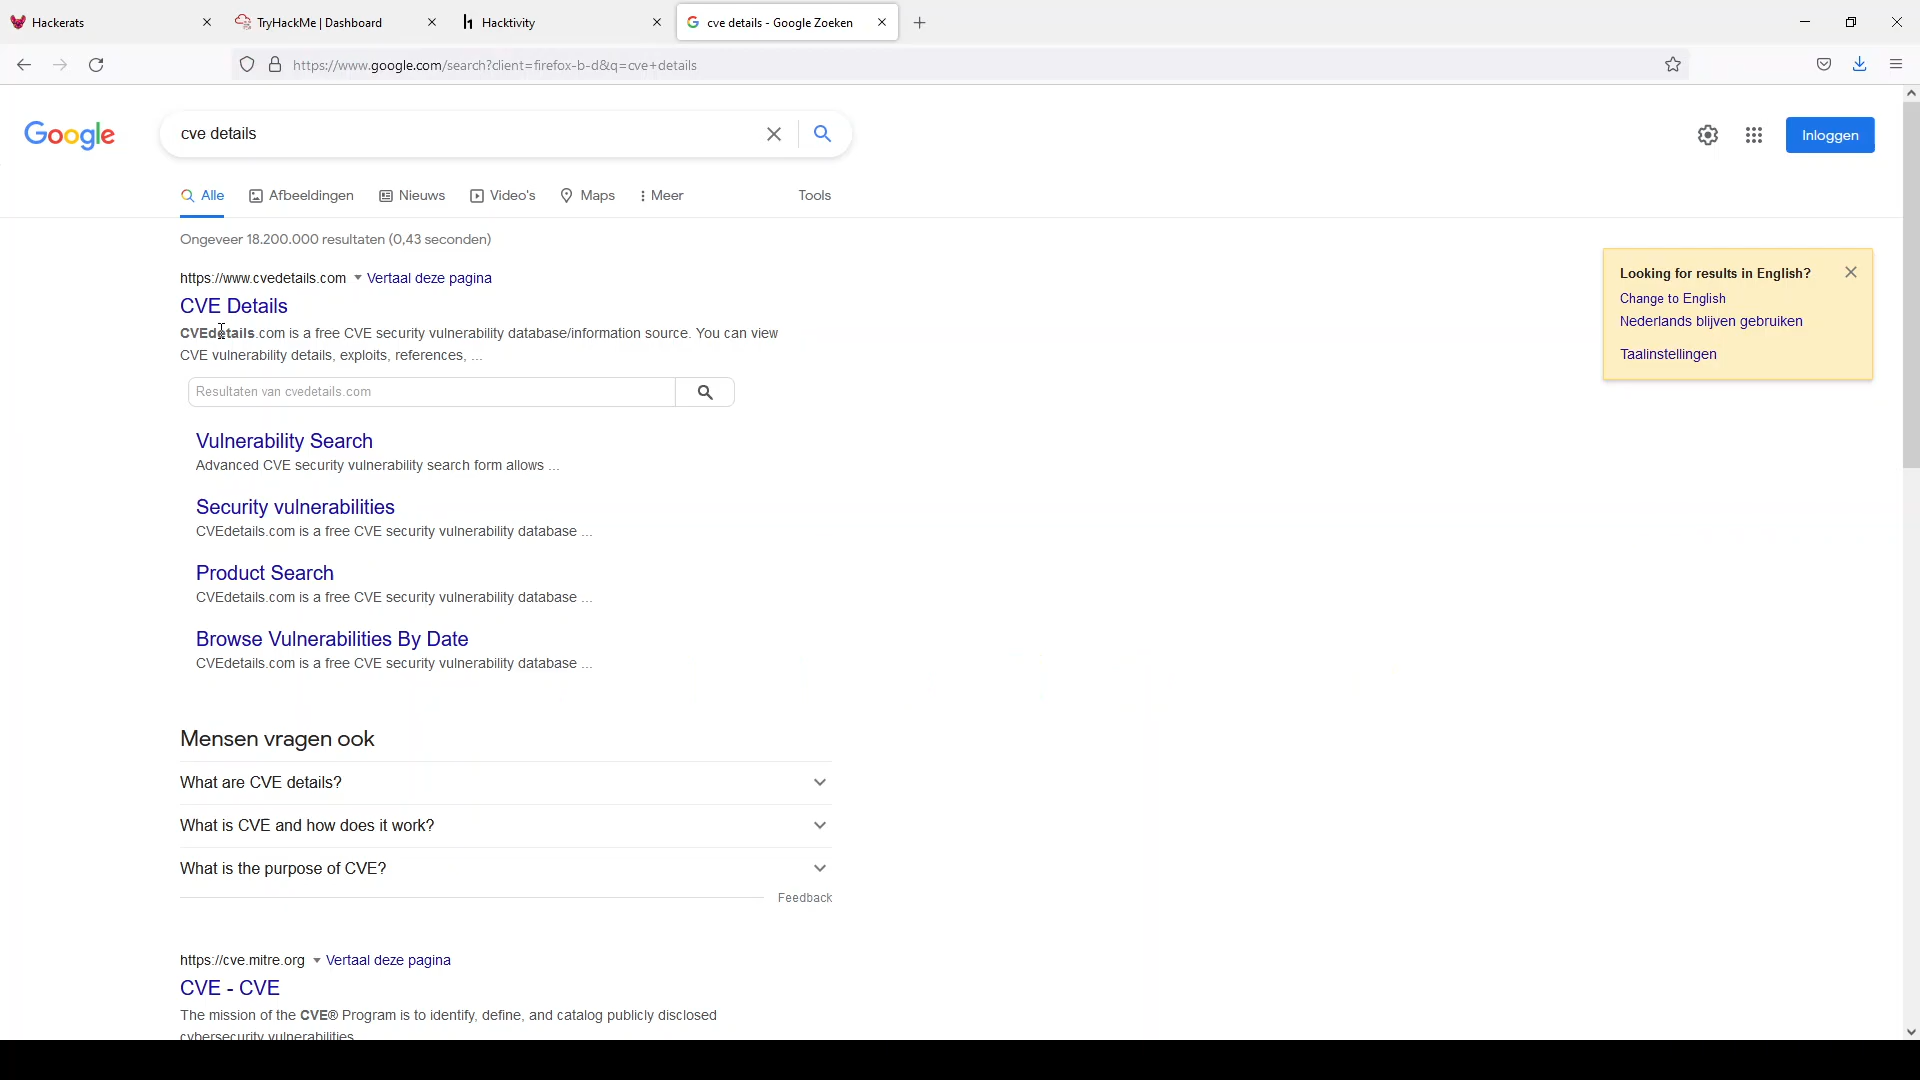 Hackerats
TryHackMe | Dashboard
Hacktivity
cve details - Google Zoeken
https://www.google.com/search?client=firefox-b-d&q=cve+details
Google
cve details
Inloggen
Alle
Afbeeldingen
Nieuws
Video's
Maps
Meer
Tools
Ongeveer 18.200.000 resultaten (0,43 seconden)
https://www.cvedetails.com Vertaal deze pagina
CVE Details
CVEdetails.com is a free CVE security vulnerability database/information source. You can view
CVE vulnerability details, exploits, references, ...
Resultaten van cvedetails.com
Vulnerability Search
Advanced CVE security vulnerability search form allows ...
Security vulnerabilities
CVEdetails.com is a free CVE security vulnerability database ...
Product Search
CVEdetails.com is a free CVE security vulnerability database ...
Browse Vulnerabilities By Date
CVEdetails.com is a free CVE security vulnerability database ...
Looking for results in English?
Change to English
Nederlands blijven gebruiken
Taalinstellingen
Mensen vragen ook
What are CVE details?
What is CVE and how does it work?
What is the purpose of CVE?
Feedback
https://cve.mitre.org Vertaal deze pagina
CVE - CVE
The mission of the CVE® Program is to identify, define, and catalog publicly disclosed
cybersecurity vulnerabilities.